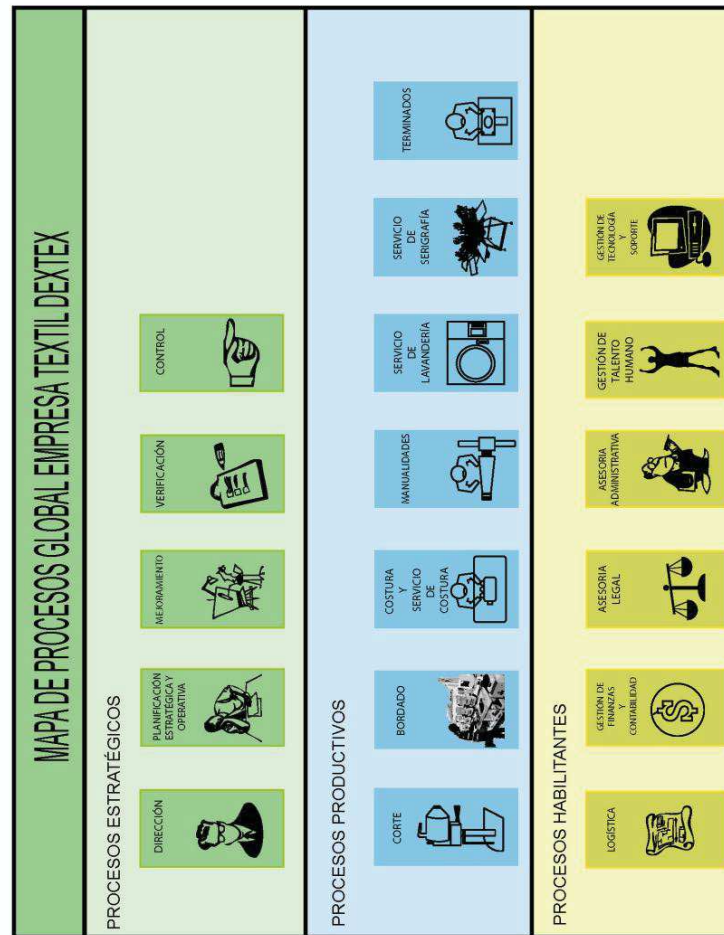 MAPA DE PROCESOS GLOBAL EMPRESA TEXTIL DEXTEX
PROCESOS ESTRATÉGICOS
DIRECCIÓN
PLANIFICACIÓN
ESTRATÉGICA Y
OPERATIVA
MEJORAMIENTO
VERIFICACIÓN
CONTROL
PROCESOS PRODUCTIVOS
CORTE
BORDADO
COSTURA
Y
SERVICIO
DE
COSTURA
MANUALIDADES
SERVICIO
DE
LAVANDERÍA
SERVICIO
DE
SERIGRAFÍA
TERMINADOS
PROCESOS HABILITANTES
LOGÍSTICA
GESTIÓN DE
FINANZAS
Y
CONTABILIDAD
ASESORIA
LEGAL
ASESORIA
ADMINISTRATIVA
GESTIÓN DE
TALENTO
HUMANO
GESTIÓN DE
TECNOLOGÍA
Y
SOPORTE